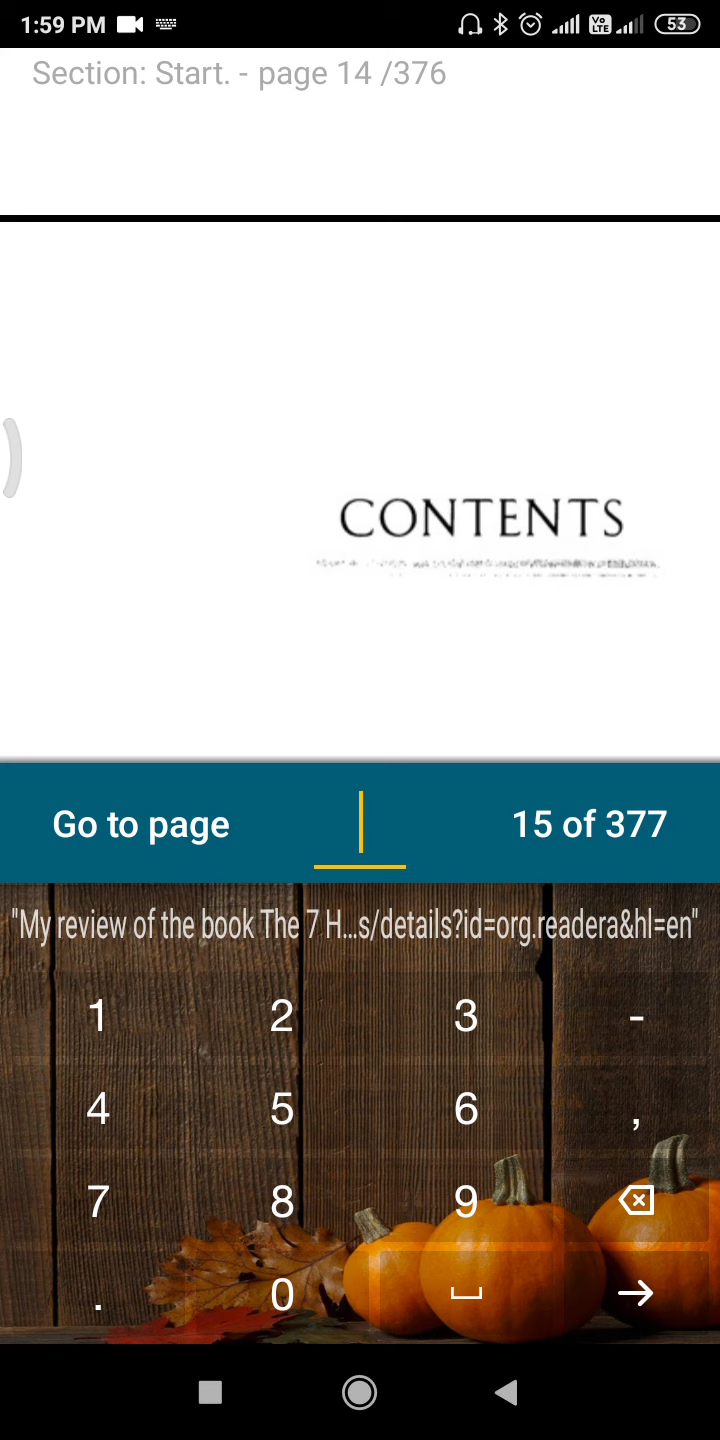 1:59 PM
Vo LTE
53
Section: Start. - page 14 /376
CONTENTS
Go to page
15 of 377
"My review of the book The 7 H...s/details?id=org.readera&hl=en"
1 2 3 -
4 5 6 ,
7 8 9
. 0